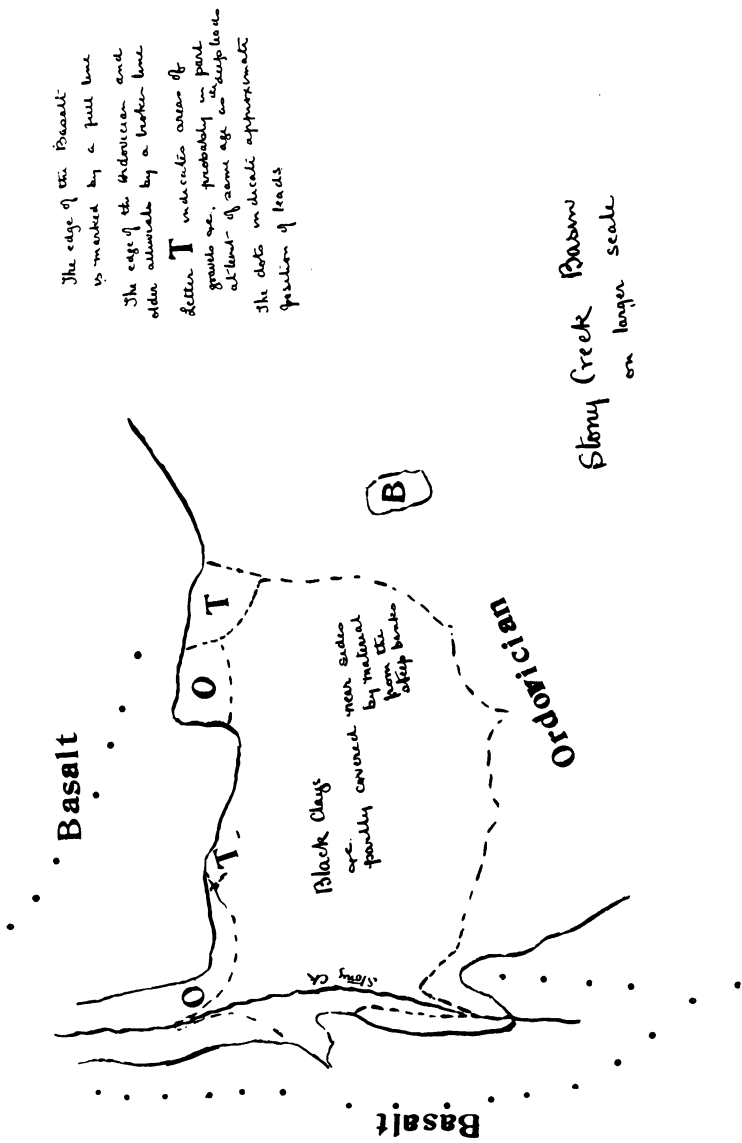 The edge of the Basalt
is marked by a full line
The edge of the Ordovician and
older alluvials by a broken line
Letter T indicates areas of
gravels &c. probably in part
at least of same age as the deep leads
The dots indicate approximate
position of leads
Stony Creek Basin
on larger scale
Basalt
B
T
O
T
O
Black Clays
&c.
partly covered near sides
by material
from the
steep banks
Ordovician
Stony Ck
Basalt